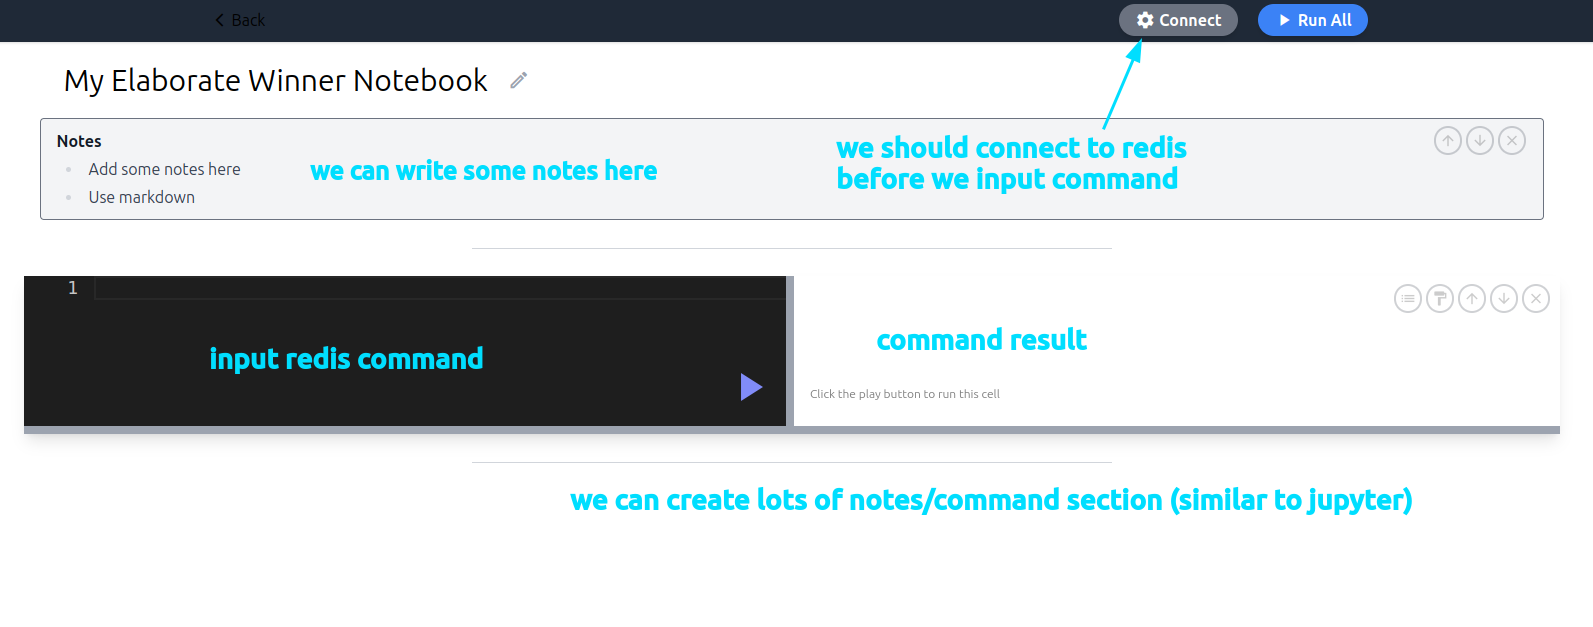 Back
Connect
Run All
My Elaborate Winner Notebook
Notes
Add some notes here
Use markdown
we can write some notes here
we should connect to redis
before we input command
1
input redis command
command result
Click the play button to run this cell
we can create lots of notes/command section (similar to jupyter)